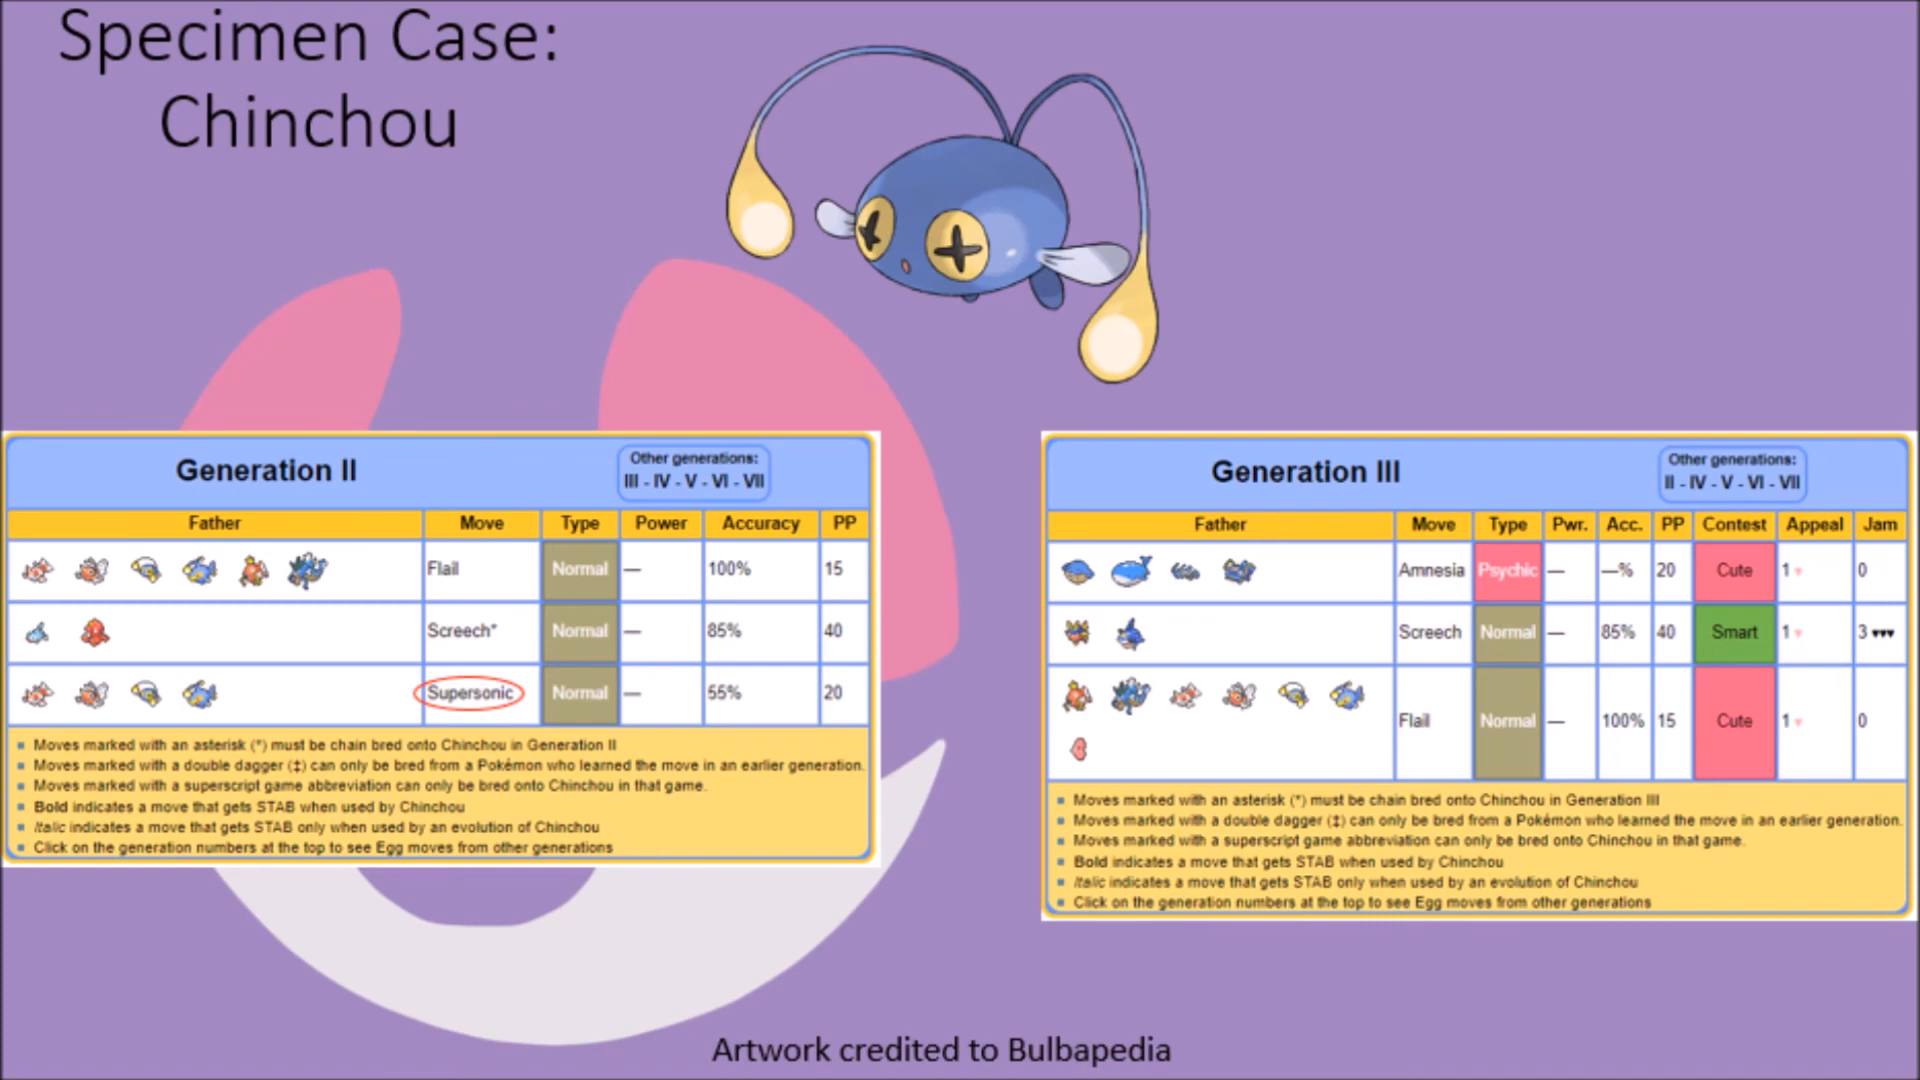 Specimen Case:
Chinchou
Generation II
Other generations:
III - IV - V - VI - VII
Father Move Type Power Accuracy PP
Flail Normal — 100% 15
Screech* Normal — 85% 40
Supersonic Normal — 55% 20
Moves marked with an asterisk (*) must be chain bred onto Chinchou in Generation II
Moves marked with a double dagger (‡) can only be bred from a Pokémon who learned the move in an earlier generation.
Moves marked with a superscript game abbreviation can only be bred onto Chinchou in that game.
Bold indicates a move that gets STAB when used by Chinchou
Italic indicates a move that gets STAB only when used by an evolution of Chinchou
Click on the generation numbers at the top to see Egg moves from other generations
Generation III
Other generations:
II - IV - V - VI - VII
Father Move Type Pwr. Acc. PP Contest Appeal Jam
Amnesia Psychic — —% 20 Cute 1 ♥ 0
Screech Normal — 85% 40 Smart 1 ♥ 3 ♥♥♥
Flail Normal — 100% 15 Cute 1 ♥ 0
Moves marked with an asterisk (*) must be chain bred onto Chinchou in Generation III
Moves marked with a double dagger (‡) can only be bred from a Pokémon who learned the move in an earlier generation.
Moves marked with a superscript game abbreviation can only be bred onto Chinchou in that game.
Bold indicates a move that gets STAB when used by Chinchou
Italic indicates a move that gets STAB only when used by an evolution of Chinchou
Click on the generation numbers at the top to see Egg moves from other generations
Artwork credited to Bulbapedia